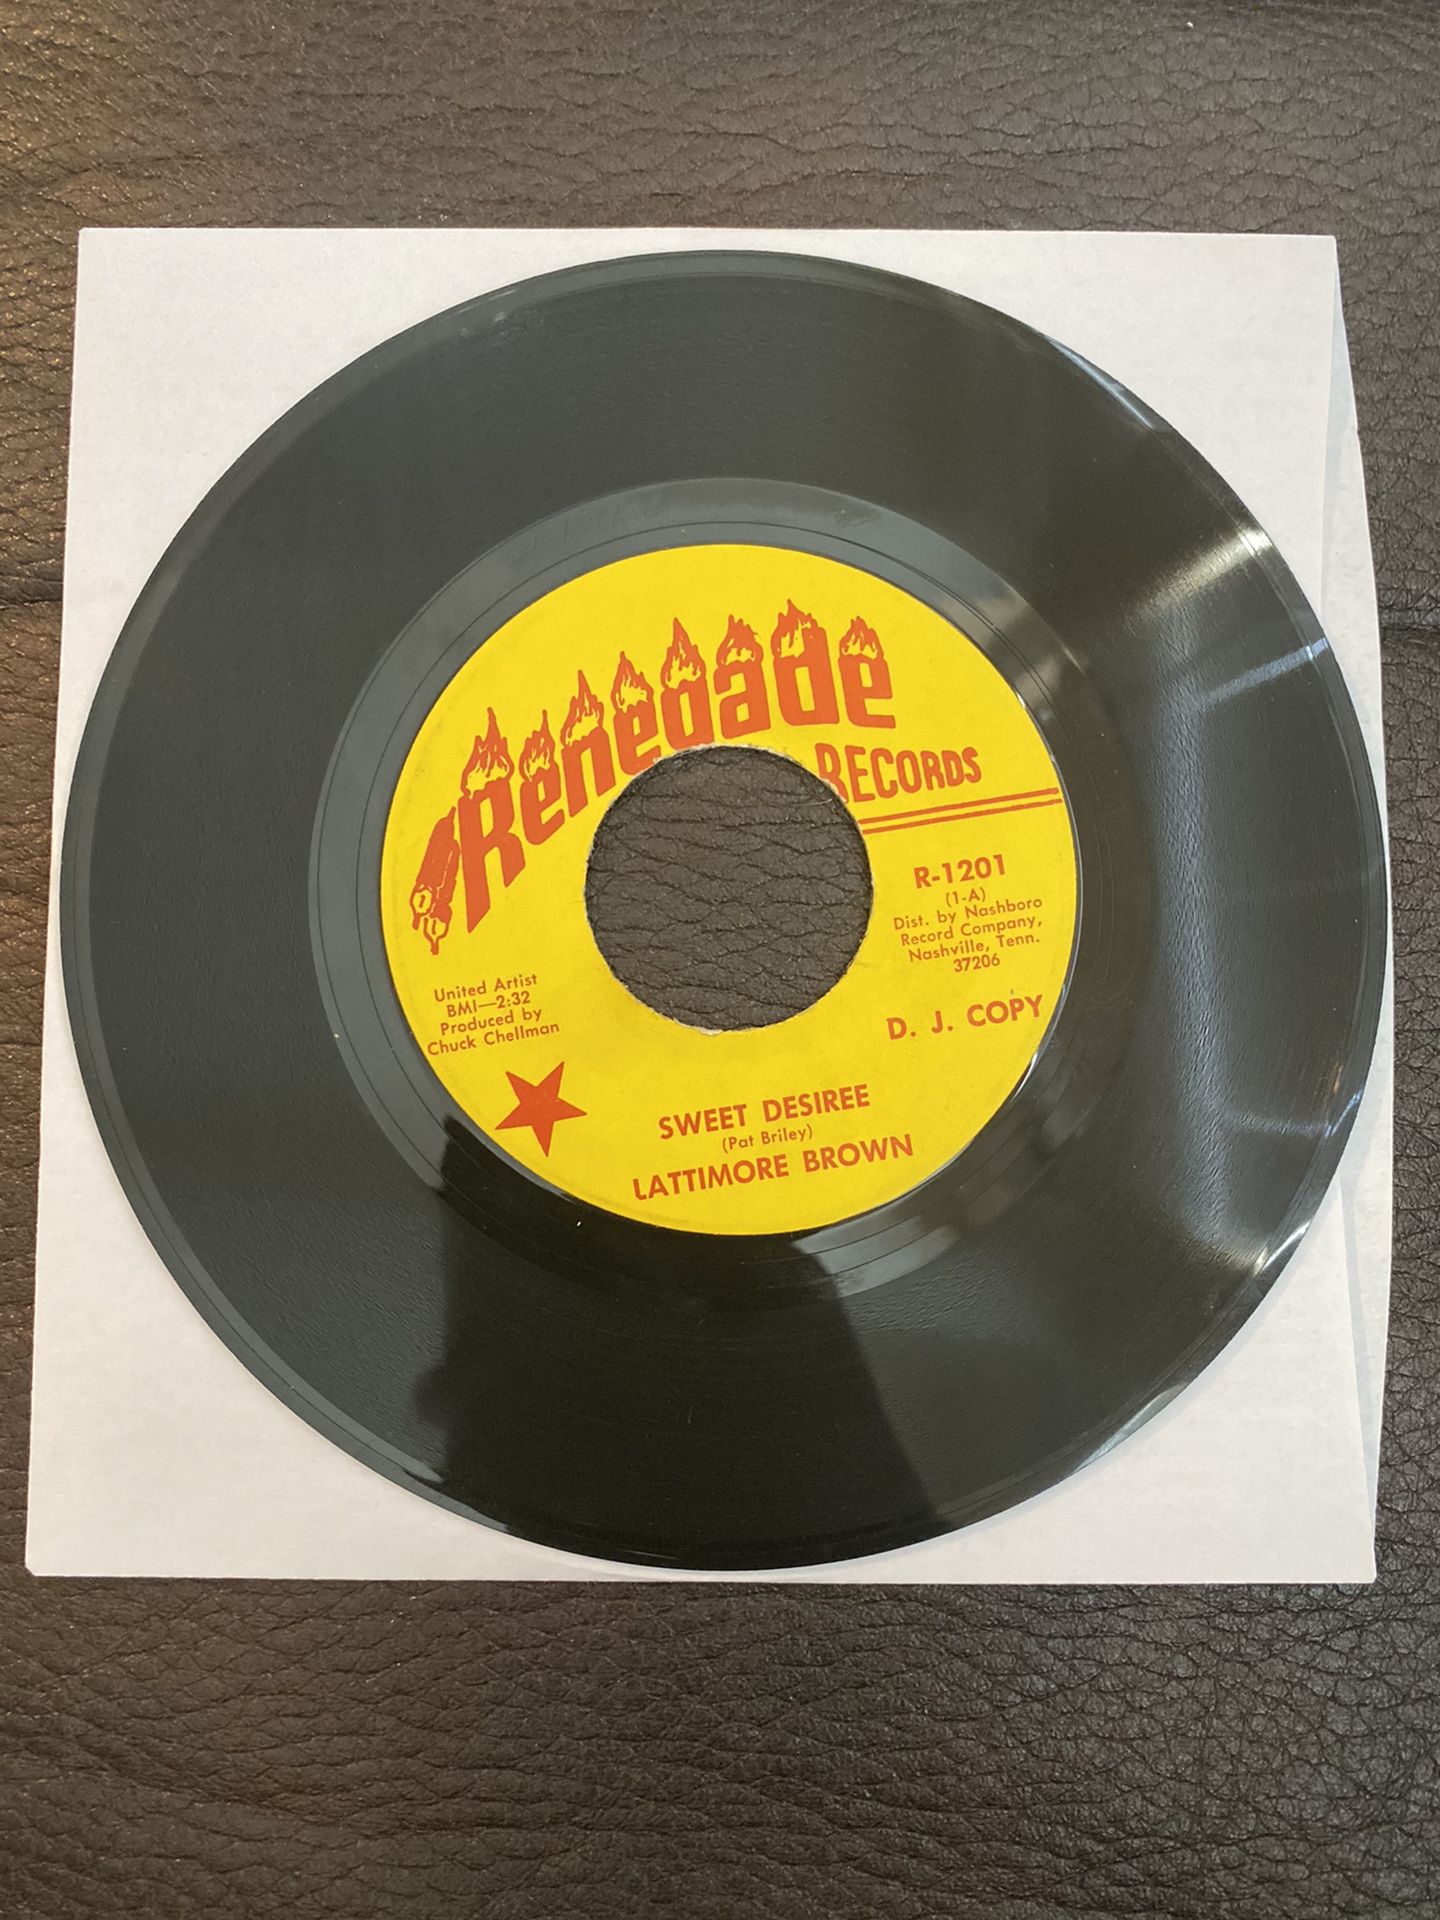 Renegade
RECORDS
R-1201
(1-A)
Dist. by Nashboro
Record Company,
Nashville, Tenn.
37206
United Artist
BMI—2:32
Produced by
Chuck Chellman
D. J. COPY
SWEET DESIREE
(Pat Briley)
LATTIMORE BROWN